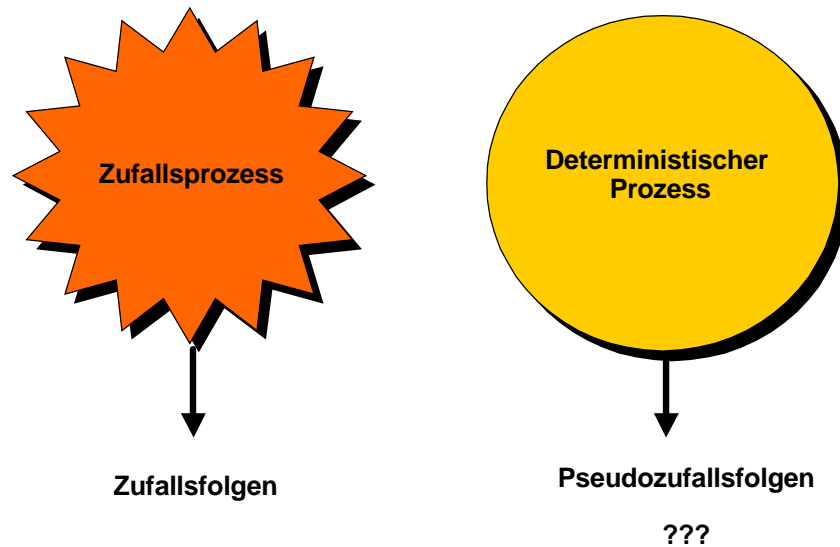 Zufallsprozess
Deterministischer
Prozess
Zufallsfolgen
Pseudozufallsfolgen
???